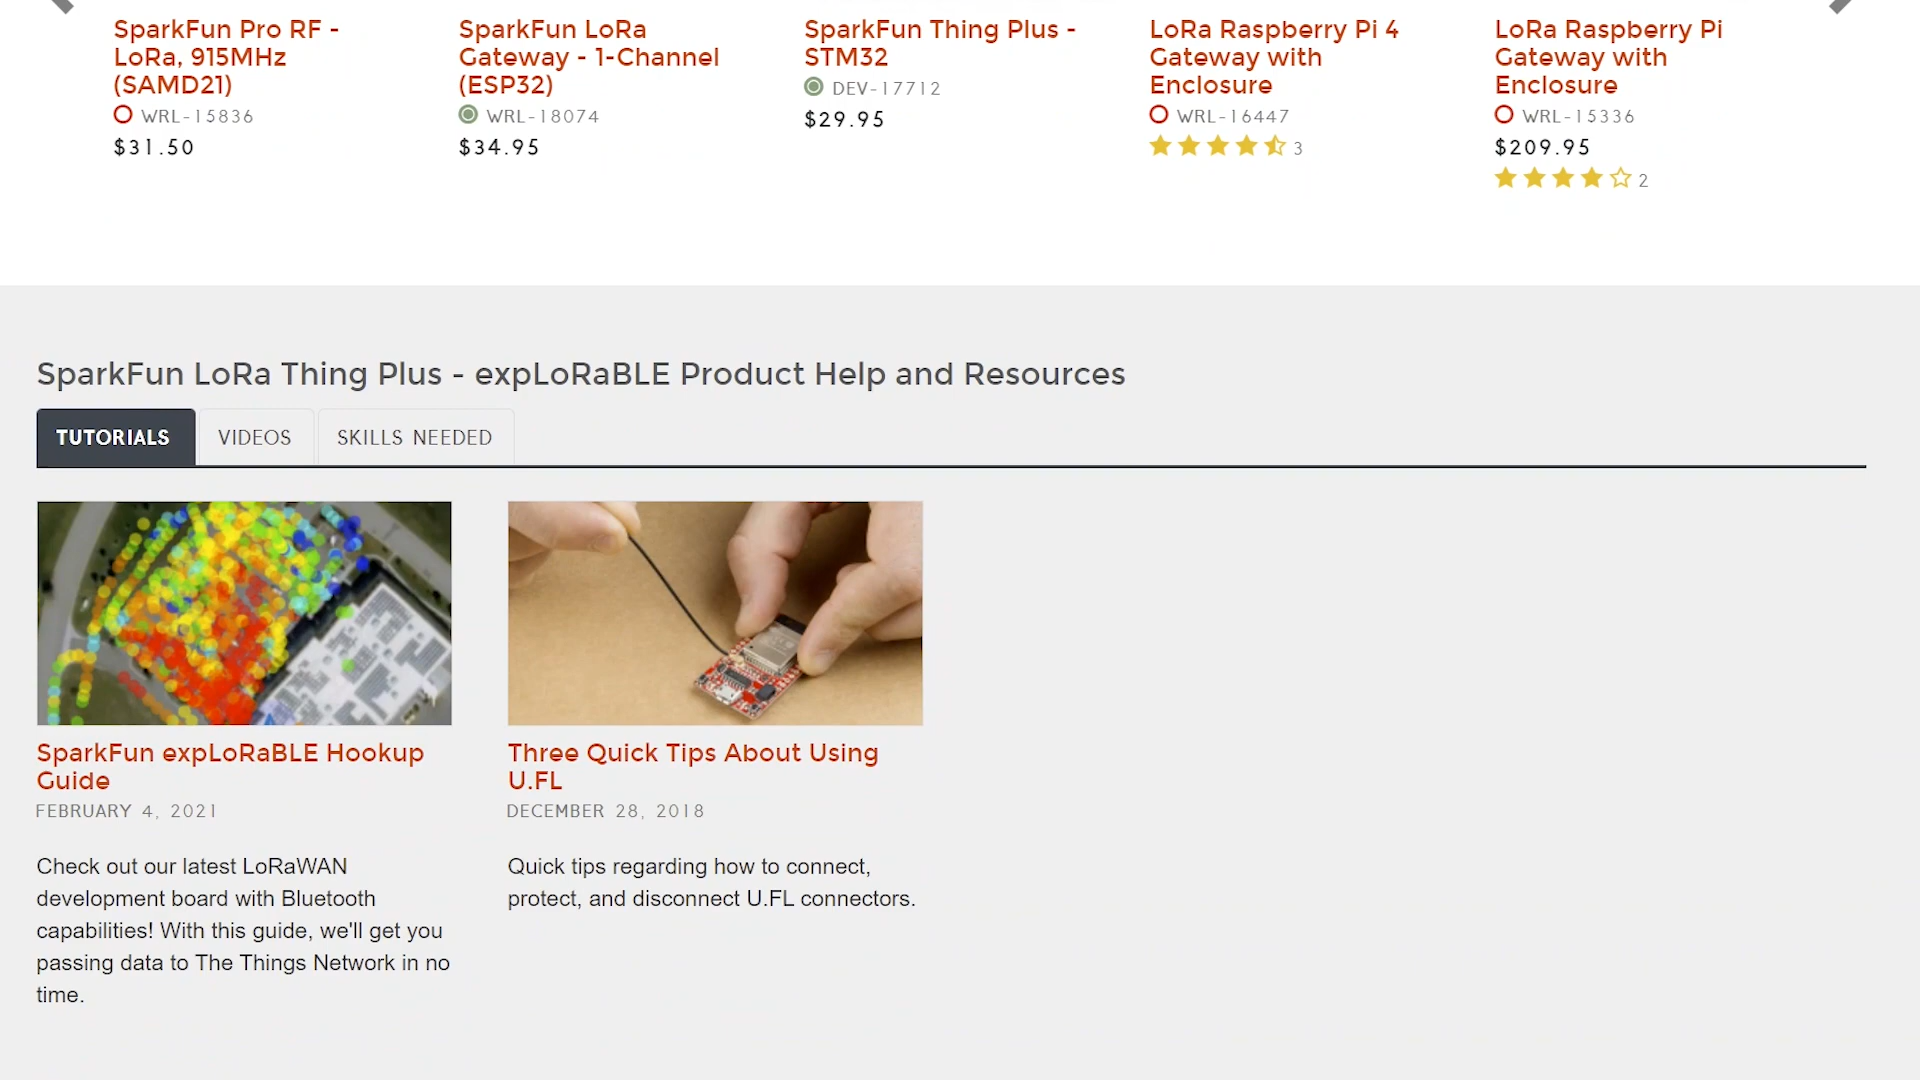 SparkFun Pro RF -
LoRa, 915MHz
(SAMD21)
WRL-15836
$31.50
SparkFun LoRa
Gateway - 1-Channel
(ESP32)
WRL-18074
$34.95
SparkFun Thing Plus -
STM32
DEV-17712
$29.95
LoRa Raspberry Pi 4
Gateway with
Enclosure
WRL-16447
3
LoRa Raspberry Pi
Gateway with
Enclosure
WRL-15336
$209.95
2
SparkFun LoRa Thing Plus - expLoRaBLE Product Help and Resources
TUTORIALS
VIDEOS
SKILLS NEEDED
SparkFun expLoRaBLE Hookup
Guide
FEBRUARY 4, 2021
Check out our latest LoRaWAN
development board with Bluetooth
capabilities! With this guide, we'll get you
passing data to The Things Network in no
time.
Three Quick Tips About Using
U.FL
DECEMBER 28, 2018
Quick tips regarding how to connect,
protect, and disconnect U.FL connectors.